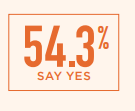 54.3%
SAY YES